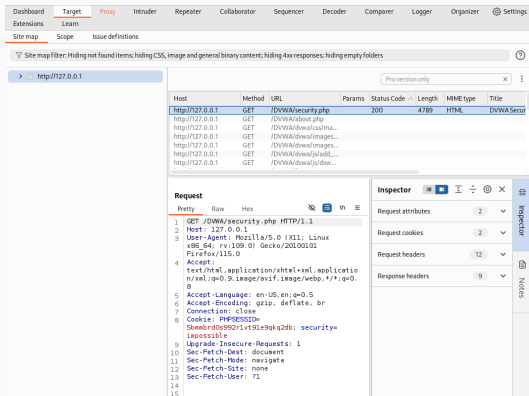 Dashboard Target Proxy Intruder Repeater Collaborator Sequencer Decoder Comparer Logger Organizer Settings
Extensions Learn
Site map Scope Issue definitions
Site map filter: Hiding not found items; hiding CSS, image and general binary content; hiding 4xx responses; hiding empty folders
http://127.0.0.1
Pro version only
Host Method URL Params Status Code Length MIME type Title
http://127.0.0.1 GET /DVWA/security.php 200 4789 HTML DVWA Secur
http://127.0.0.1 GET /DVWA/about.php
http://127.0.0.1 GET /DVWA/dvwa/css/ma...
http://127.0.0.1 GET /DVWA/dvwa/images...
http://127.0.0.1 GET /DVWA/dvwa/images...
http://127.0.0.1 GET /DVWA/dvwa/js/add_...
http://127.0.0.1 GET /DVWA/dvwa/js/dvw...
Request
Pretty Raw Hex \n
1 GET /DVWA/security.php HTTP/1.1
2 Host: 127.0.0.1
3 User-Agent: Mozilla/5.0 (X11; Linux
x86_64; rv:109.0) Gecko/20100101
Firefox/115.0
4 Accept:
text/html,application/xhtml+xml,applicatio
n/xml;q=0.9,image/avif,image/webp,*/*;q=0.
8
5 Accept-Language: en-US,en;q=0.5
6 Accept-Encoding: gzip, deflate, br
7 Connection: close
8 Cookie: PHPSESSID=
5bmmbrd0s992r1vt91e9qkq2db; security=
impossible
9 Upgrade-Insecure-Requests: 1
10 Sec-Fetch-Dest: document
11 Sec-Fetch-Mode: navigate
12 Sec-Fetch-Site: none
13 Sec-Fetch-User: ?1
14
15
Inspector
Request attributes 2
Request cookies 2
Request headers 12
Response headers 9
Inspector
Notes